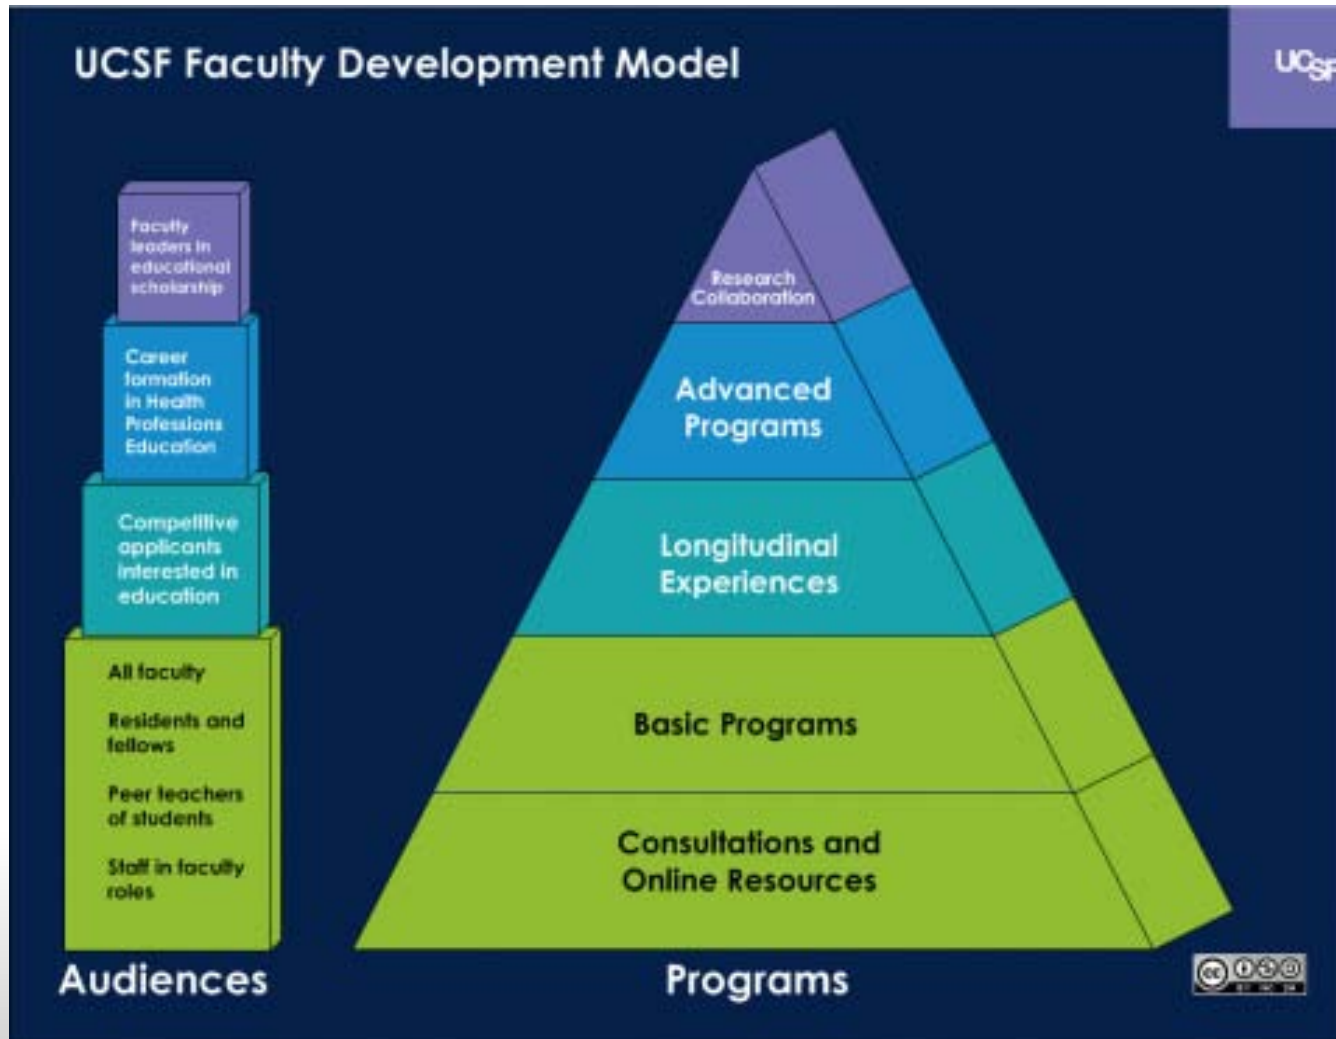 UCSF Faculty Development Model
UCSF
Faculty
leaders in
educational
scholarship
Career
formation
in Health
Professions
Education
Competitive
applicants
interested in
education
All faculty
Residents and
fellows
Peer teachers
of students
Staff in faculty
roles
Audiences
Research
Collaboration
Advanced
Programs
Longitudinal
Experiences
Basic Programs
Consultations and
Online Resources
Programs
cc